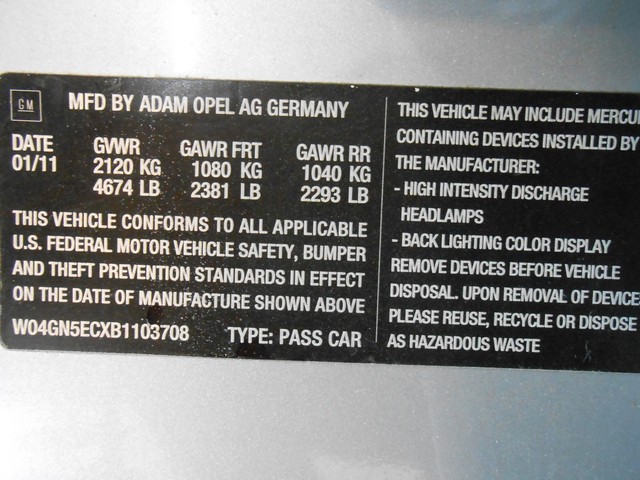 GM
MFD BY ADAM OPEL AG GERMANY
DATE GVWR GAWR FRT GAWR RR
01/11 2120 KG 1080 KG 1040 KG
4674 LB 2381 LB 2293 LB
THIS VEHICLE CONFORMS TO ALL APPLICABLE
U.S. FEDERAL MOTOR VEHICLE SAFETY, BUMPER
AND THEFT PREVENTION STANDARDS IN EFFECT
ON THE DATE OF MANUFACTURE SHOWN ABOVE
W04GN5ECXB1103708 TYPE: PASS CAR
THIS VEHICLE MAY INCLUDE MERCU
CONTAINING DEVICES INSTALLED BY
THE MANUFACTURER:
- HIGH INTENSITY DISCHARGE
HEADLAMPS
- BACK LIGHTING COLOR DISPLAY
REMOVE DEVICES BEFORE VEHICLE
DISPOSAL. UPON REMOVAL OF DEVICE
PLEASE REUSE, RECYCLE OR DISPOSE
AS HAZARDOUS WASTE